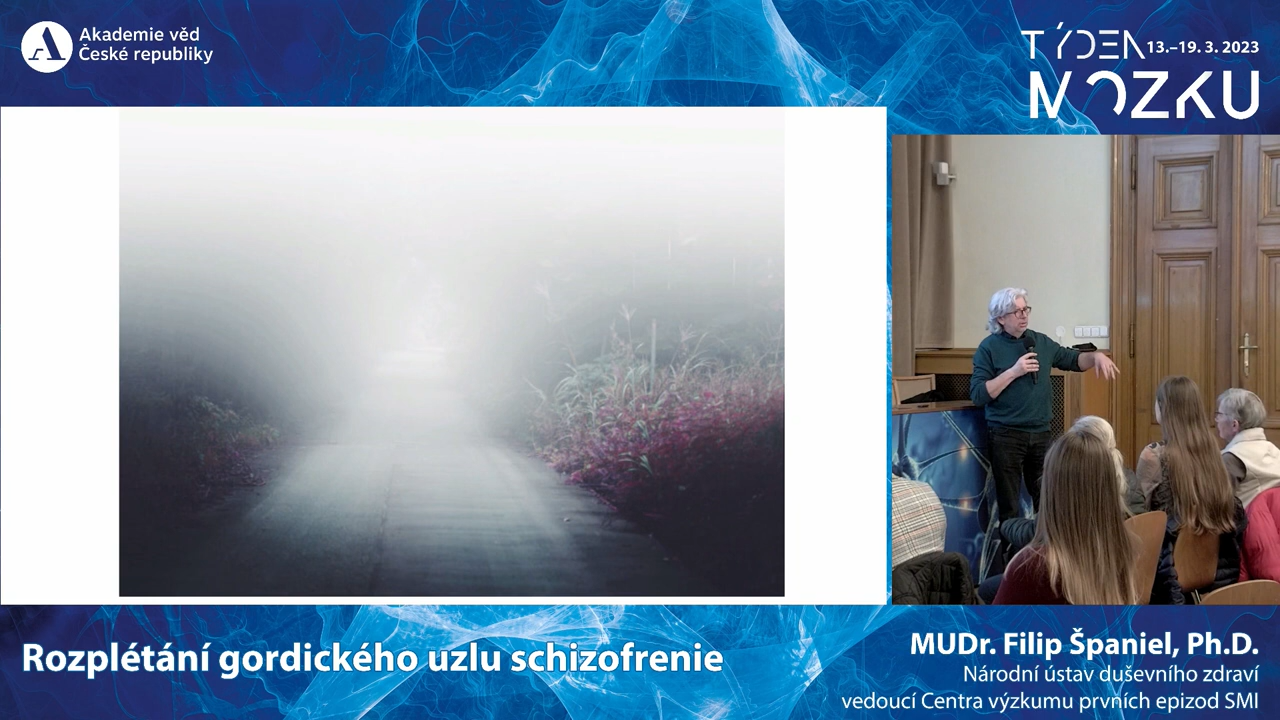 Akademie věd
České republiky
TÝDEN 13.–19. 3. 2023
MOZKU
Rozplétání gordického uzlu schizofrenie
MUDr. Filip Španiel, Ph.D.
Národní ústav duševního zdraví
vedoucí Centra výzkumu prvních epizod SMI